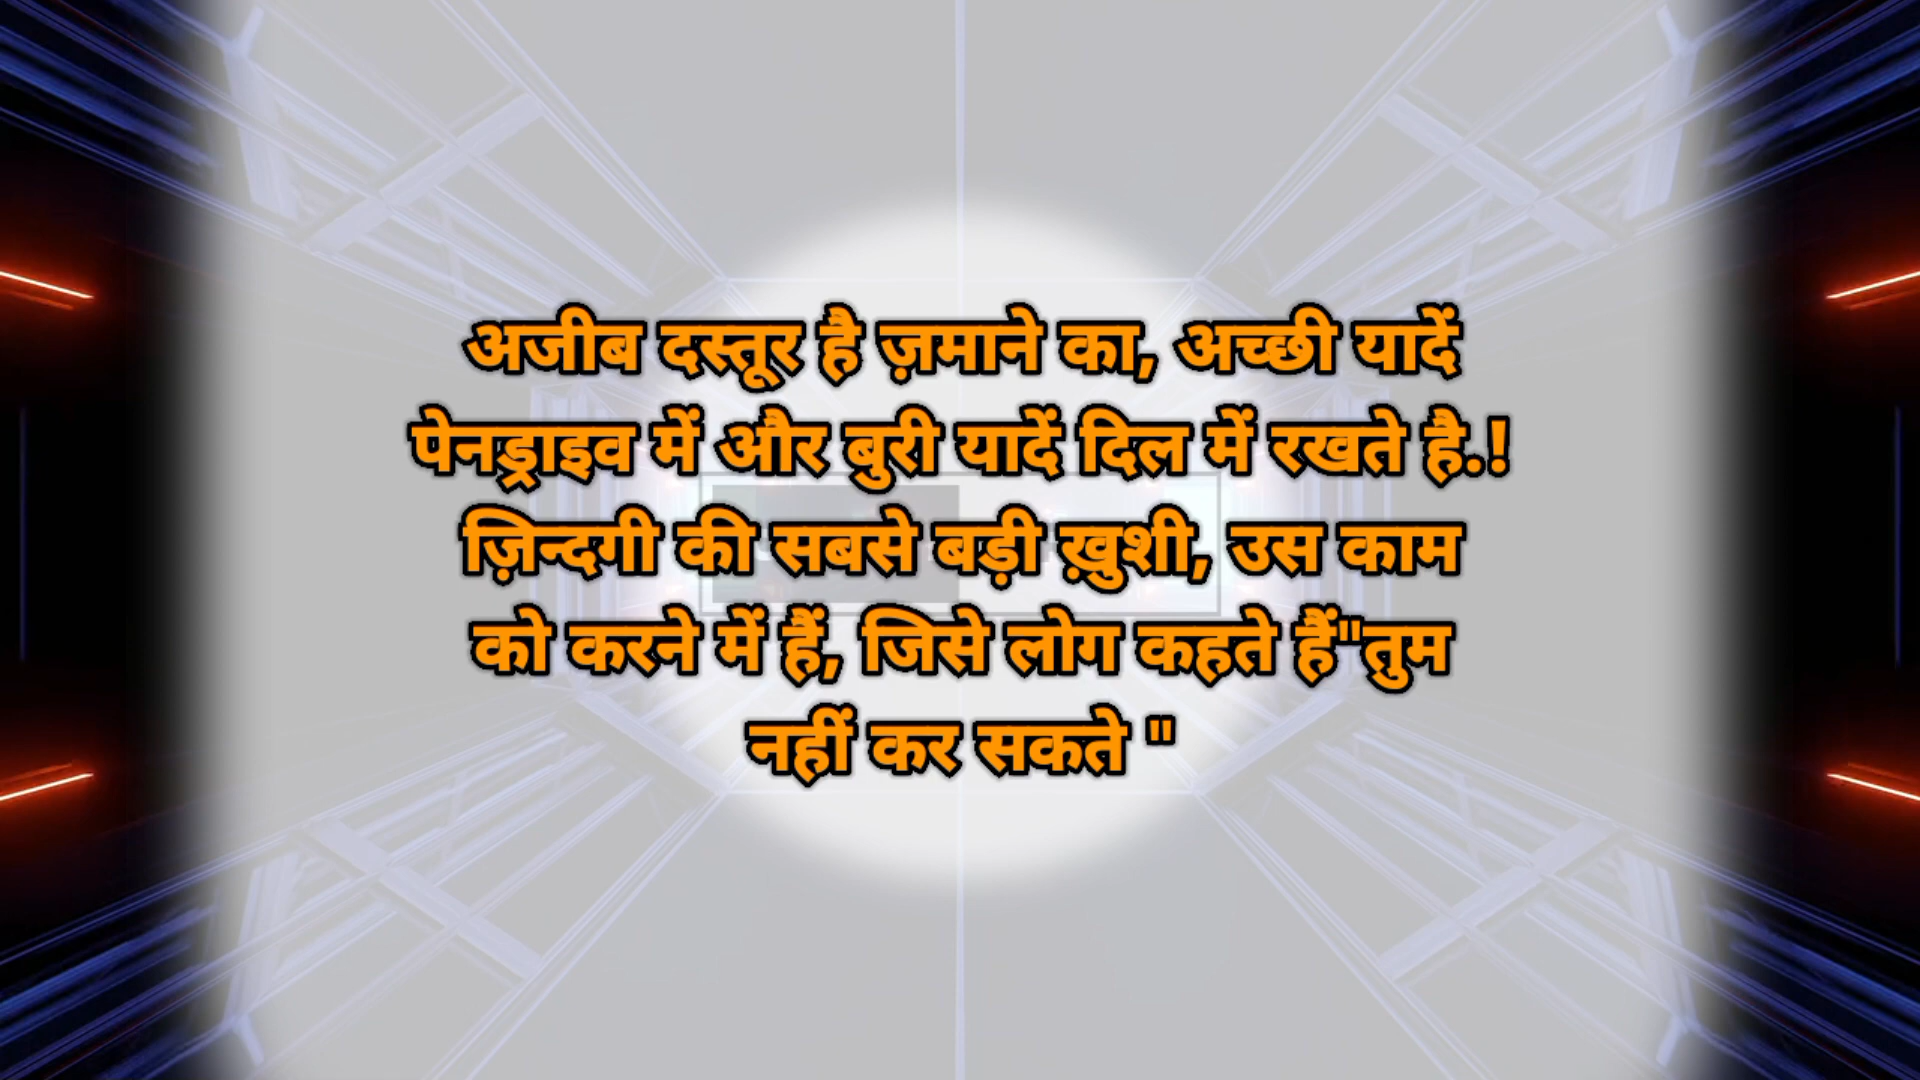 अजीब दस्तूर है ज़माने का, अच्छी यादें
पेनड्राइव में और बुरी यादें दिल में रखते है.!
ज़िन्दगी की सबसे बड़ी ख़ुशी, उस काम
को करने में हैं, जिसे लोग कहते हैं"तुम
नहीं कर सकते "